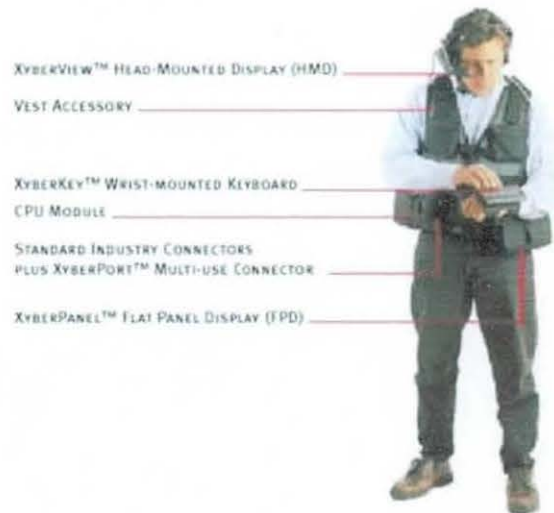 XYBERVIEW™ HEAD-MOUNTED DISPLAY (HMD)
VEST ACCESSORY
XYBERKEY™ WRIST-MOUNTED KEYBOARD
CPU MODULE
STANDARD INDUSTRY CONNECTORS
PLUS XYBERPORT™ MULTI-USE CONNECTOR
XYBERPANEL™ FLAT PANEL DISPLAY (FPD)